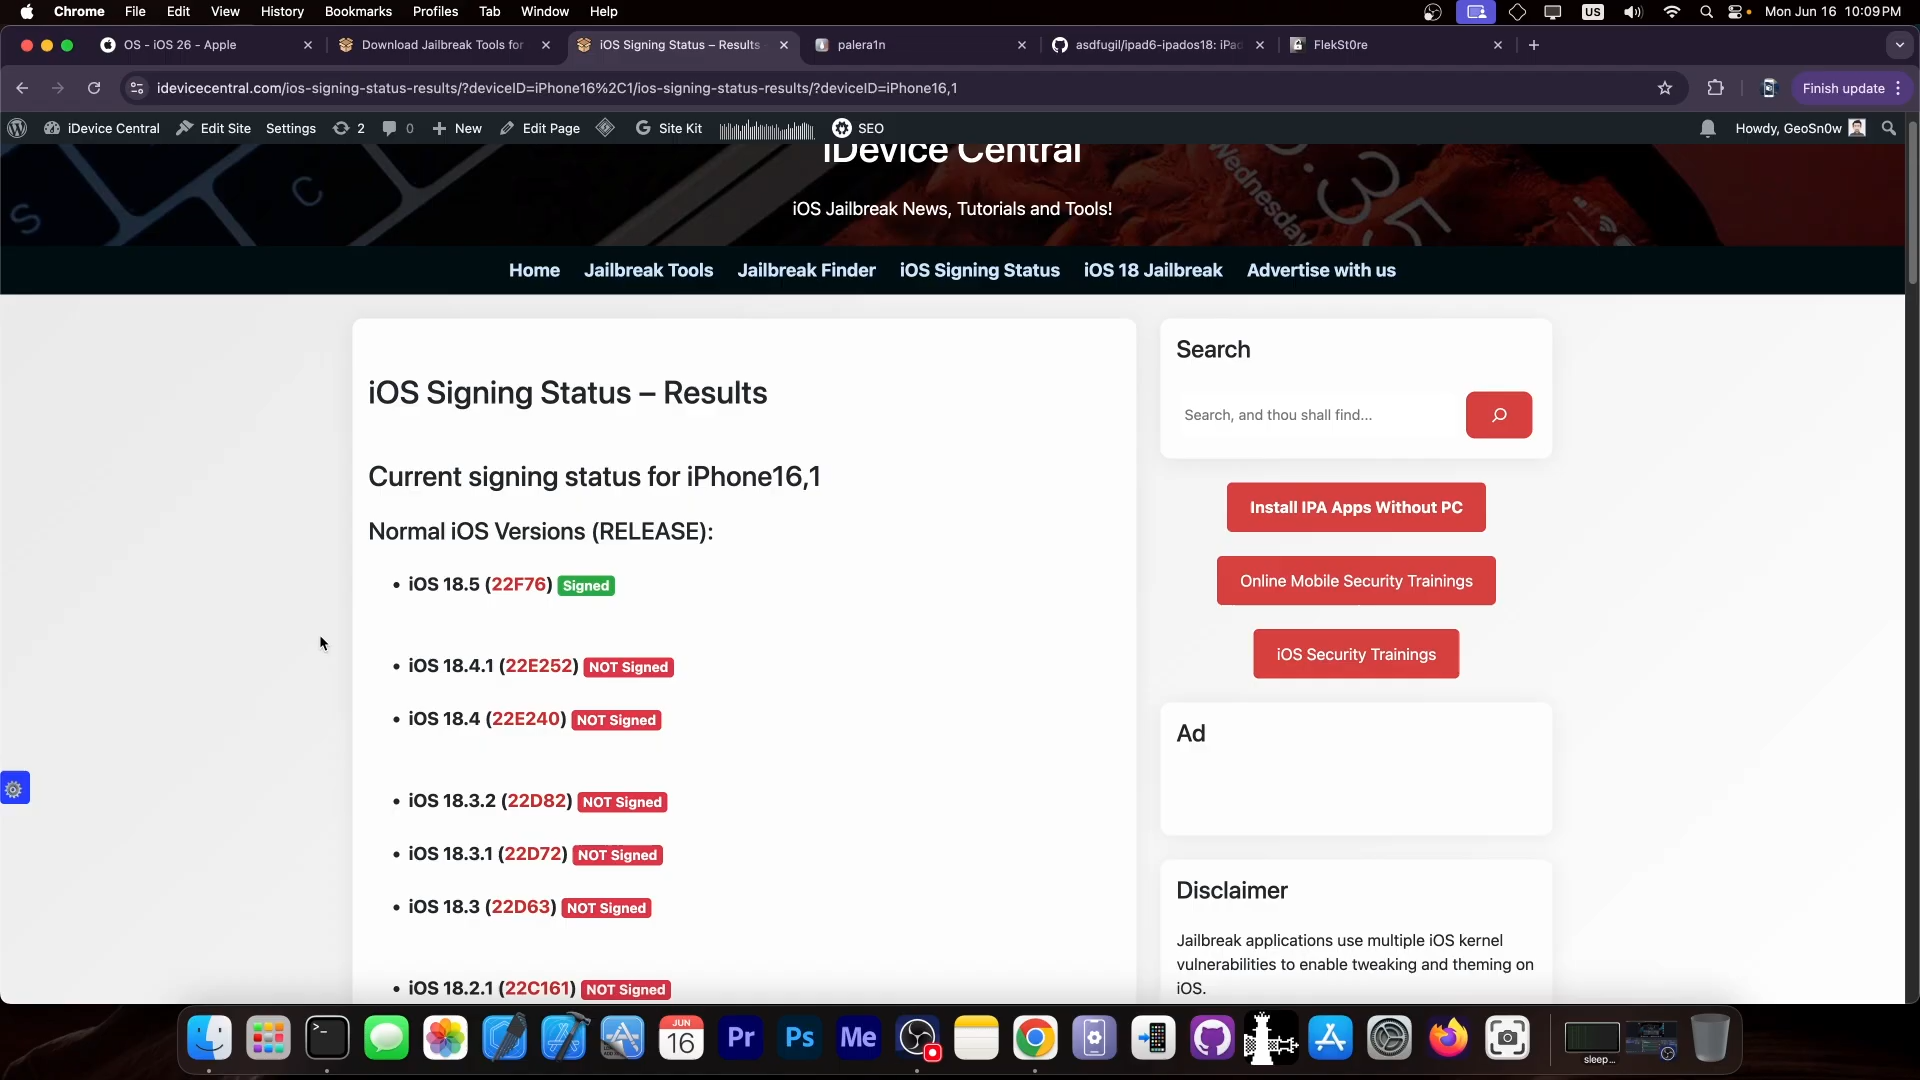 Chrome File Edit View History Bookmarks Profiles Tab Window Help US Mon Jun 16 10:09 PM
OS - iOS 26 - Apple Download Jailbreak Tools for iOS Signing Status – Results palera1n asdfugil/ipad6-ipados18: iPad FlekSt0re
idevicecentral.com/ios-signing-status-results/?deviceID=iPhone16%2C1/ios-signing-status-results/?deviceID=iPhone16,1 Finish update
iDevice Central Edit Site Settings 2 0 New Edit Page Site Kit SEO Howdy, GeoSn0w
iDevice Central
Wednesday
iOS Jailbreak News, Tutorials and Tools!
S C
Home Jailbreak Tools Jailbreak Finder iOS Signing Status iOS 18 Jailbreak Advertise with us
iOS Signing Status – Results
Current signing status for iPhone16,1
Normal iOS Versions (RELEASE):
• iOS 18.5 (22F76) Signed
• iOS 18.4.1 (22E252) NOT Signed
• iOS 18.4 (22E240) NOT Signed
• iOS 18.3.2 (22D82) NOT Signed
• iOS 18.3.1 (22D72) NOT Signed
• iOS 18.3 (22D63) NOT Signed
• iOS 18.2.1 (22C161) NOT Signed
Search
Search, and thou shall find...
Install IPA Apps Without PC
Online Mobile Security Trainings
iOS Security Trainings
Ad
Disclaimer
Jailbreak applications use multiple iOS kernel
vulnerabilities to enable tweaking and theming on
iOS.
JUN
16
Pr Ps Me
sleep...